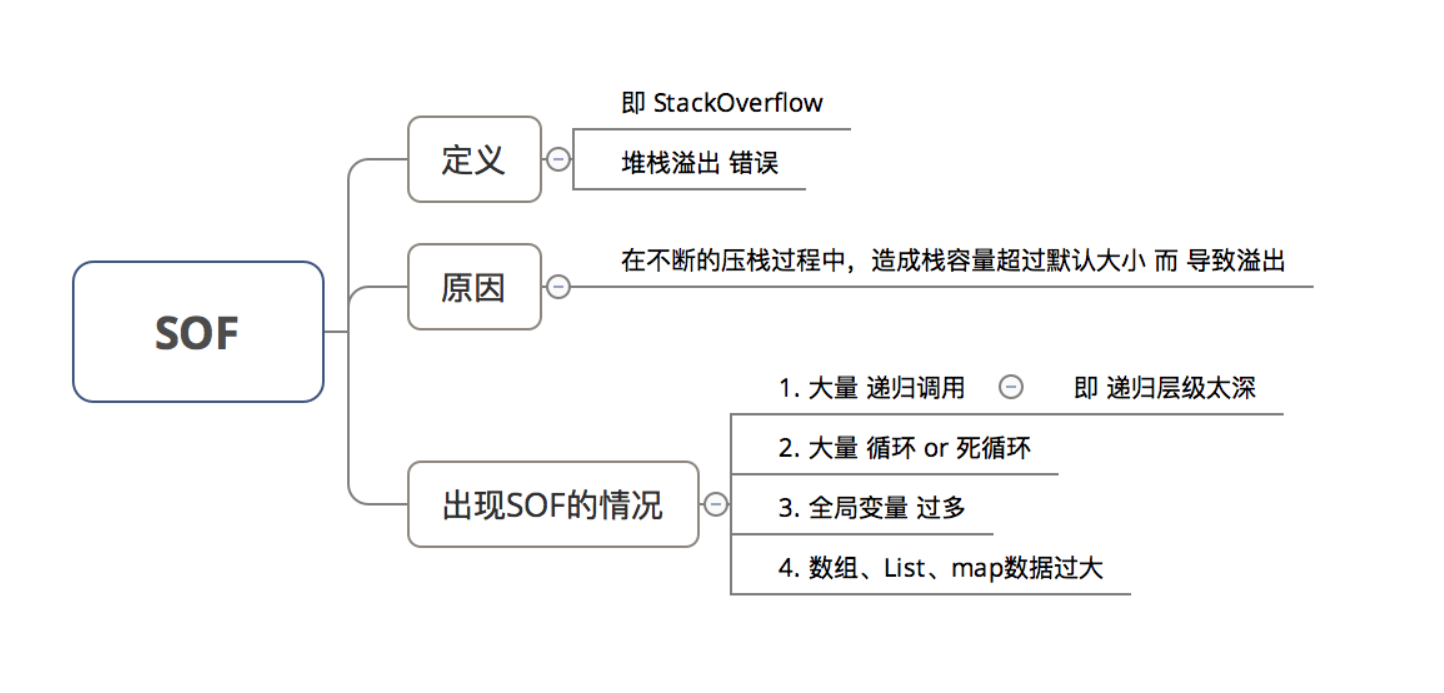 SOF
定义
即 StackOverflow
堆栈溢出 错误
原因
在不断的压栈过程中，造成栈容量超过默认大小 而 导致溢出
出现SOF的情况
1. 大量 递归调用 即 递归层级太深
2. 大量 循环 or 死循环
3. 全局变量 过多
4. 数组、List、map数据过大